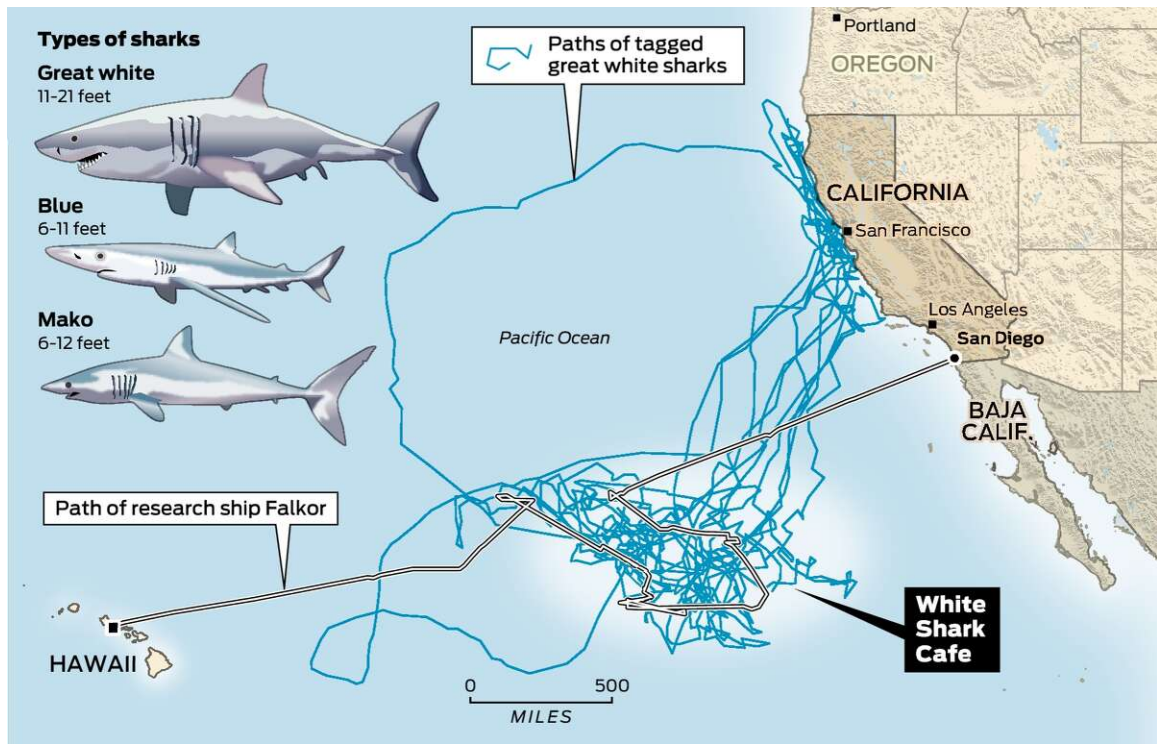 Types of sharks
Great white
11-21 feet
Blue
6-11 feet
Mako
6-12 feet
Paths of tagged
great white sharks
Portland
OREGON
CALIFORNIA
San Francisco
Los Angeles
San Diego
BAJA
CALIF.
Pacific Ocean
Path of research ship Falkor
HAWAII
White
Shark
Cafe
0 500
MILES